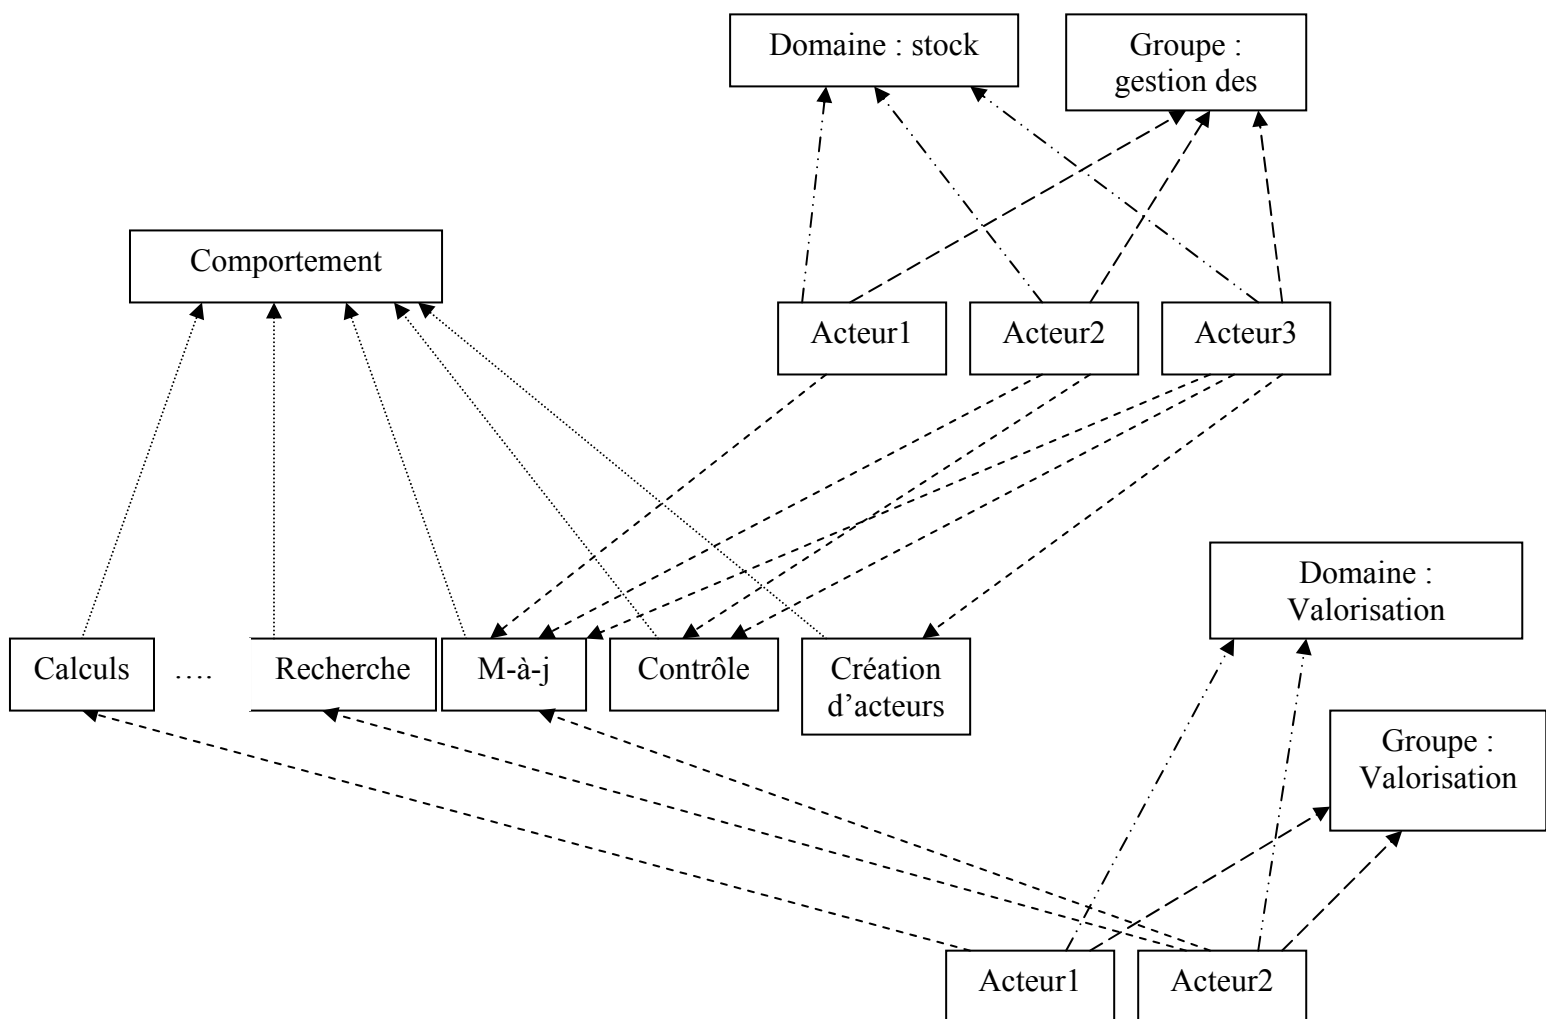 Domaine : stock
Groupe :
gestion des
Comportement
Acteur1
Acteur2
Acteur3
Domaine :
Valorisation
Calculs
....
Recherche
M-à-j
Contrôle
Création
d’acteurs
Groupe :
Valorisation
Acteur1
Acteur2